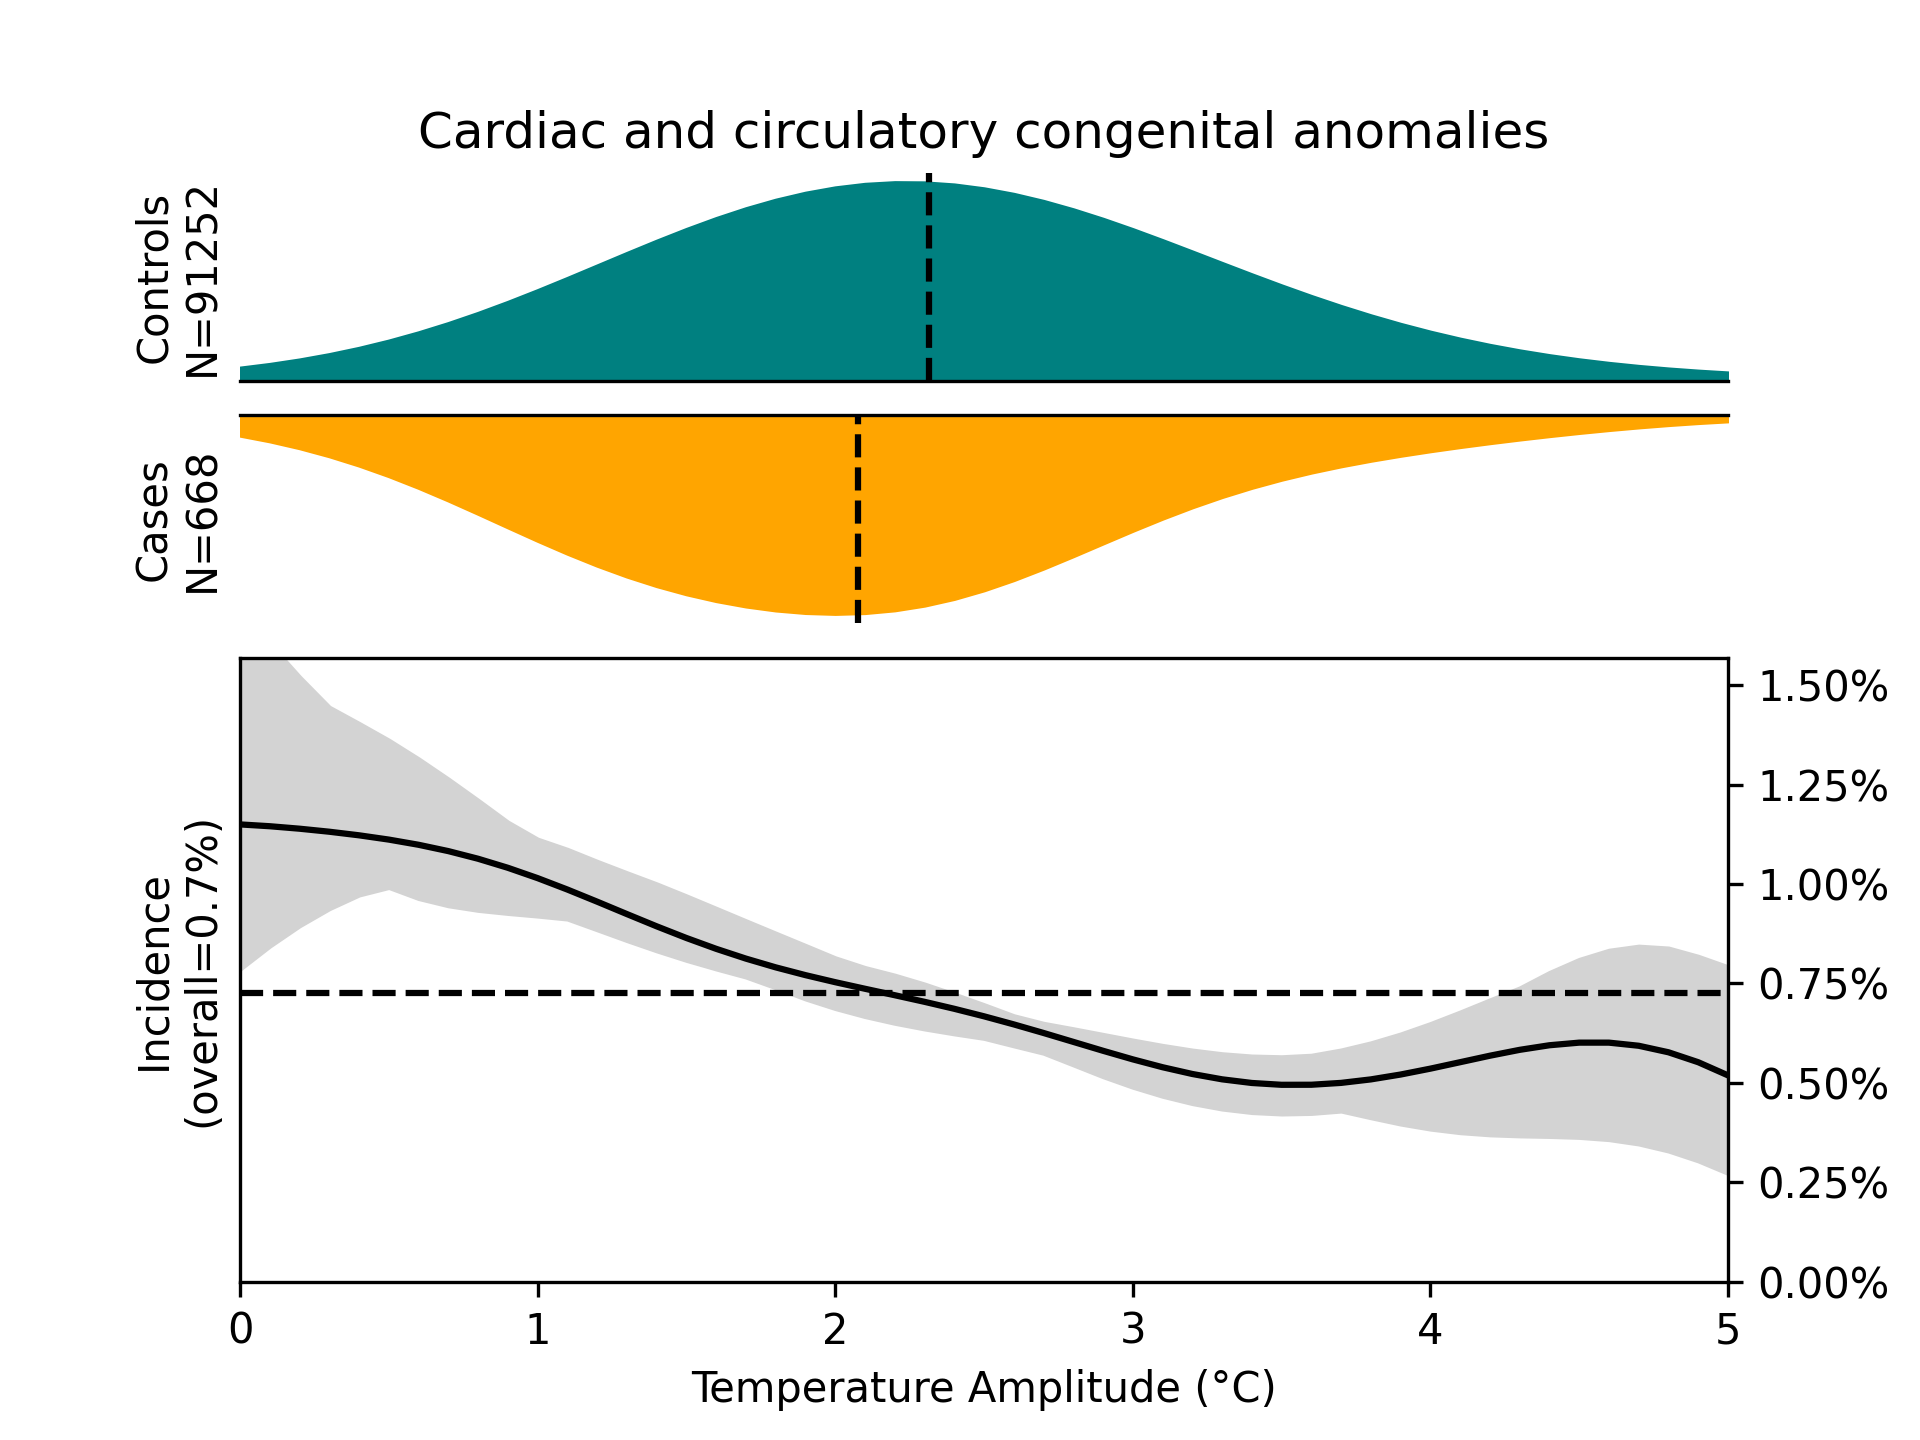 Cardiac and circulatory congenital anomalies
Controls
N=91252
Cases
N=668
Incidence
(overall=0.7%)
1.50%
1.25%
1.00%
0.75%
0.50%
0.25%
0.00%
0 1 2 3 4 5
Temperature Amplitude (°C)